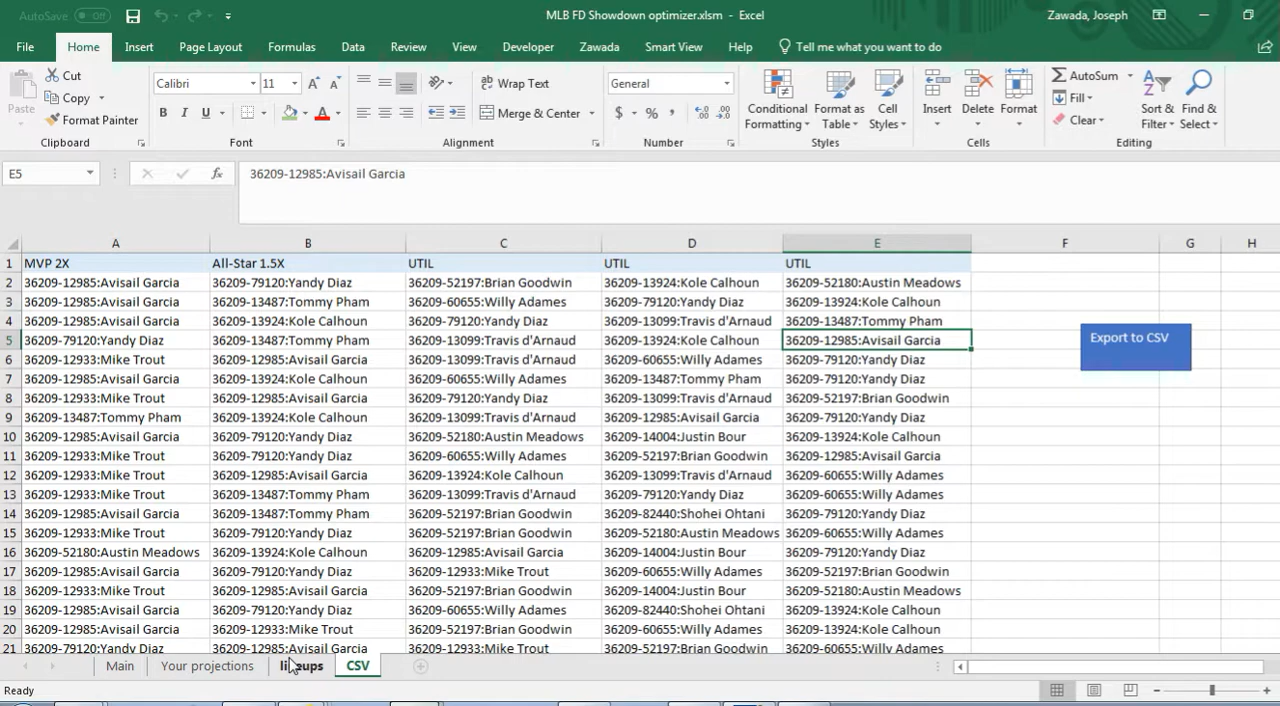 AutoSave Off MLB FD Showdown optimizer.xlsm - Excel Zawada, Joseph
File Home Insert Page Layout Formulas Data Review View Developer Zawada Smart View Help Tell me what you want to do
Paste Cut Copy Format Painter Clipboard
Calibri 11 B I U Font
Wrap Text Merge & Center Alignment
General $ % , Number
Conditional Formatting Format as Table Cell Styles Styles
Insert Delete Format Cells
AutoSum Fill Clear Sort & Filter Find & Select Editing
E5 fx 36209-12985:Avisail Garcia
A B C D E F G H
1 MVP 2X All-Star 1.5X UTIL UTIL UTIL
2 36209-12985:Avisail Garcia 36209-79120:Yandy Diaz 36209-52197:Brian Goodwin 36209-13924:Kole Calhoun 36209-52180:Austin Meadows
3 36209-12985:Avisail Garcia 36209-13487:Tommy Pham 36209-60655:Willy Adames 36209-79120:Yandy Diaz 36209-13924:Kole Calhoun
4 36209-12985:Avisail Garcia 36209-13924:Kole Calhoun 36209-79120:Yandy Diaz 36209-13099:Travis d'Arnaud 36209-13487:Tommy Pham
5 36209-79120:Yandy Diaz 36209-13487:Tommy Pham 36209-13099:Travis d'Arnaud 36209-13924:Kole Calhoun 36209-12985:Avisail Garcia Export to CSV
6 36209-12933:Mike Trout 36209-12985:Avisail Garcia 36209-13099:Travis d'Arnaud 36209-60655:Willy Adames 36209-79120:Yandy Diaz
7 36209-12985:Avisail Garcia 36209-13924:Kole Calhoun 36209-60655:Willy Adames 36209-13487:Tommy Pham 36209-79120:Yandy Diaz
8 36209-12933:Mike Trout 36209-12985:Avisail Garcia 36209-79120:Yandy Diaz 36209-13099:Travis d'Arnaud 36209-52197:Brian Goodwin
9 36209-13487:Tommy Pham 36209-13924:Kole Calhoun 36209-13099:Travis d'Arnaud 36209-12985:Avisail Garcia 36209-79120:Yandy Diaz
10 36209-12985:Avisail Garcia 36209-79120:Yandy Diaz 36209-52180:Austin Meadows 36209-14004:Justin Bour 36209-13924:Kole Calhoun
11 36209-12933:Mike Trout 36209-79120:Yandy Diaz 36209-60655:Willy Adames 36209-52197:Brian Goodwin 36209-12985:Avisail Garcia
12 36209-12933:Mike Trout 36209-12985:Avisail Garcia 36209-13924:Kole Calhoun 36209-13099:Travis d'Arnaud 36209-60655:Willy Adames
13 36209-12933:Mike Trout 36209-13487:Tommy Pham 36209-13099:Travis d'Arnaud 36209-79120:Yandy Diaz 36209-60655:Willy Adames
14 36209-12985:Avisail Garcia 36209-13487:Tommy Pham 36209-52197:Brian Goodwin 36209-82440:Shohei Ohtani 36209-79120:Yandy Diaz
15 36209-12933:Mike Trout 36209-79120:Yandy Diaz 36209-52197:Brian Goodwin 36209-52180:Austin Meadows 36209-60655:Willy Adames
16 36209-52180:Austin Meadows 36209-13924:Kole Calhoun 36209-12985:Avisail Garcia 36209-14004:Justin Bour 36209-79120:Yandy Diaz
17 36209-12985:Avisail Garcia 36209-79120:Yandy Diaz 36209-12933:Mike Trout 36209-60655:Willy Adames 36209-52197:Brian Goodwin
18 36209-12933:Mike Trout 36209-12985:Avisail Garcia 36209-60655:Willy Adames 36209-14004:Justin Bour 36209-52180:Austin Meadows
19 36209-12985:Avisail Garcia 36209-79120:Yandy Diaz 36209-60655:Willy Adames 36209-82440:Shohei Ohtani 36209-13924:Kole Calhoun
20 36209-12985:Avisail Garcia 36209-12933:Mike Trout 36209-52197:Brian Goodwin 36209-60655:Willy Adames 36209-13924:Kole Calhoun
21 36209-79120:Yandy Diaz 36209-12985:Avisail Garcia 36209-12933:Mike Trout 36209-52197:Brian Goodwin 36209-12985:Avisail Garcia
Main Your projections lineups CSV
Ready